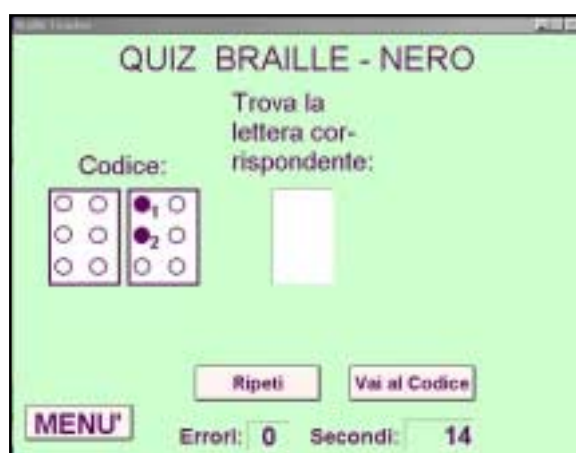 QUIZ BRAILLE - NERO
Trova la
lettera cor-
rispondente:
Codice:
1
2
Ripeti
Vai al Codice
MENU'
Errori: 0 Secondi: 14